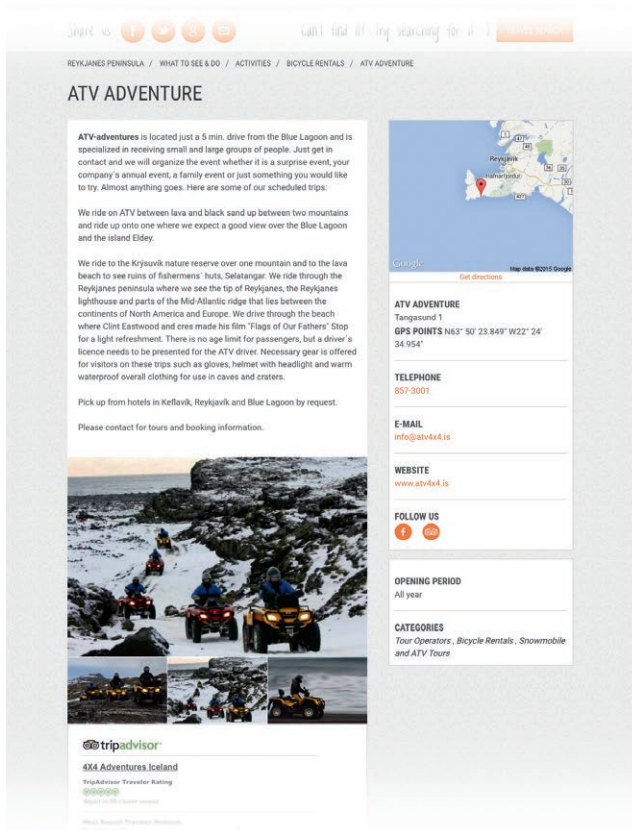 Share us
Can't find it? Try searching for it
REYKJANES PENINSULA / WHAT TO SEE & DO / ACTIVITIES / BICYCLE RENTALS / ATV ADVENTURE
ATV ADVENTURE
ATV-adventures is located just a 5 min. drive from the Blue Lagoon and is
specialized in receiving small and large groups of people. Just get in
contact and we will organize the event whether it is a surprise event, your
company's annual event, a family event or just something you would like
to try. Almost anything goes. Here are some of our scheduled trips:
We ride on ATV between lava and black sand up between two mountains
and ride up onto one where we expect a good view over the Blue Lagoon
and the island Eldey.
We ride to the Krýsuvík nature reserve over one mountain and to the lava
beach to see ruins of fishermens' huts, Selatangar. We ride through the
Reykjanes peninsula where we see the tip of Reykjanes, the Reykjanes
lighthouse and parts of the Mid-Atlantic ridge that lies between the
continents of North America and Europe. We drive through the beach
where Clint Eastwood and cres made his film "Flags of Our Fathers" Stop
for a light refreshment. There is no age limit for passengers, but a driver's
licence needs to be presented for the ATV driver. Necessary gear is offered
for visitors on these trips such as gloves, helmet with headlight and warm
waterproof overall clothing for use in caves and craters.
Pick up from hotels in Keflavík, Reykjavík and Blue Lagoon by request.
Please contact for tours and booking information.
tripadvisor
4X4 Adventures Iceland
TripAdvisor Traveler Rating
Reykjavik
Hafnarfjörður
Google
Map data ©2015 Google
Get directions
ATV ADVENTURE
Tangasund 1
GPS POINTS N63° 50' 23.849" W22° 24'
34.954"
TELEPHONE
857-3001
E-MAIL
info@atv4x4.is
WEBSITE
www.atv4x4.is
FOLLOW US
OPENING PERIOD
All year
CATEGORIES
Tour Operators , Bicycle Rentals , Snowmobile
and ATV Tours